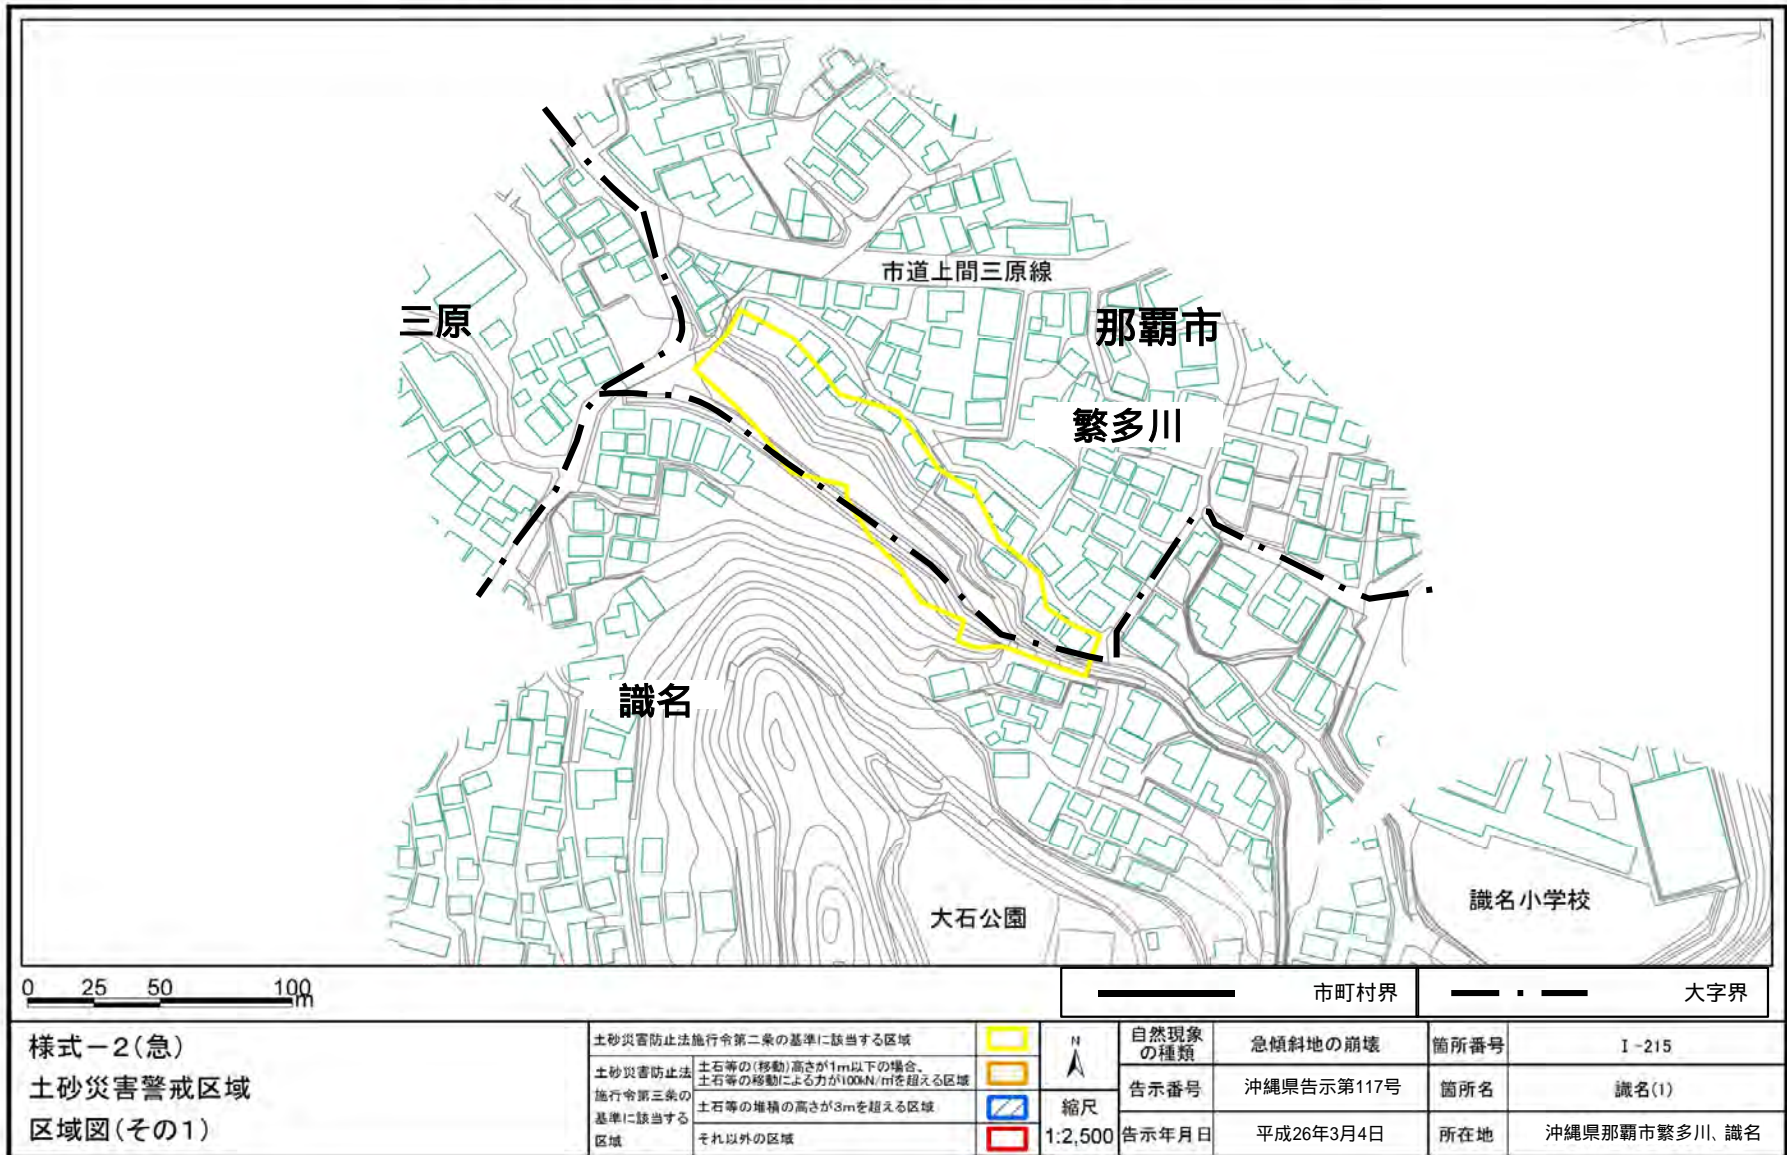 市道上間三原線
三原
那覇市
繁多川
識名
大石公園
識名小学校
0 25 50 100m
市町村界
大字界
様式-2(急)
土砂災害警戒区域
区域図(その1)
土砂災害防止法施行令第二条の基準に該当する区域
土砂災害防止法
施行令第三条の
基準に該当する
区域
土石等の(移動)高さが1m以下の場合、
土石等の移動による力が100kN/㎡を超える区域
土石等の堆積の高さが3mを超える区域
それ以外の区域
N
縮尺
1:2,500
自然現象
の種類
急傾斜地の崩壊
箇所番号
I-215
告示番号
沖縄県告示第117号
箇所名
識名(1)
告示年月日
平成26年3月4日
所在地
沖縄県那覇市繁多川、識名